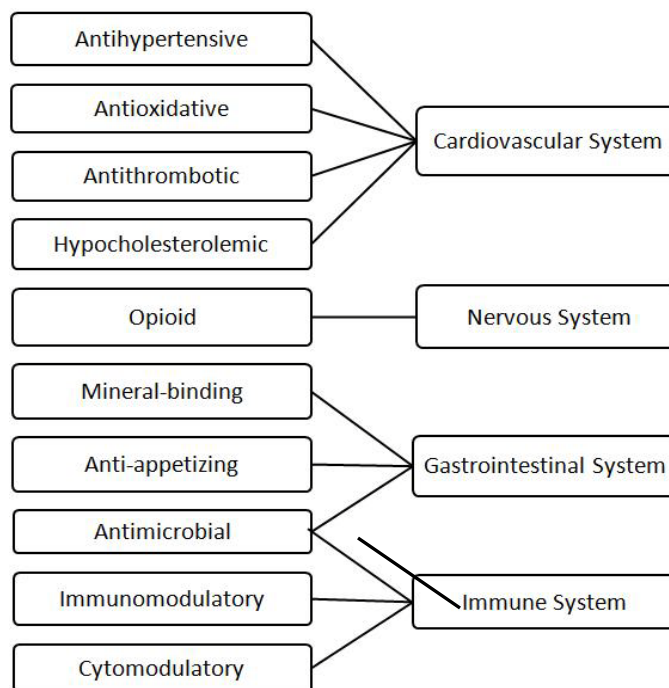 Antihypertensive
Antioxidative
Antithrombotic
Hypocholesterolemic
Opioid
Mineral-binding
Anti-appetizing
Antimicrobial
Immunomodulatory
Cytomodulatory
Cardiovascular System
Nervous System
Gastrointestinal System
Immune System